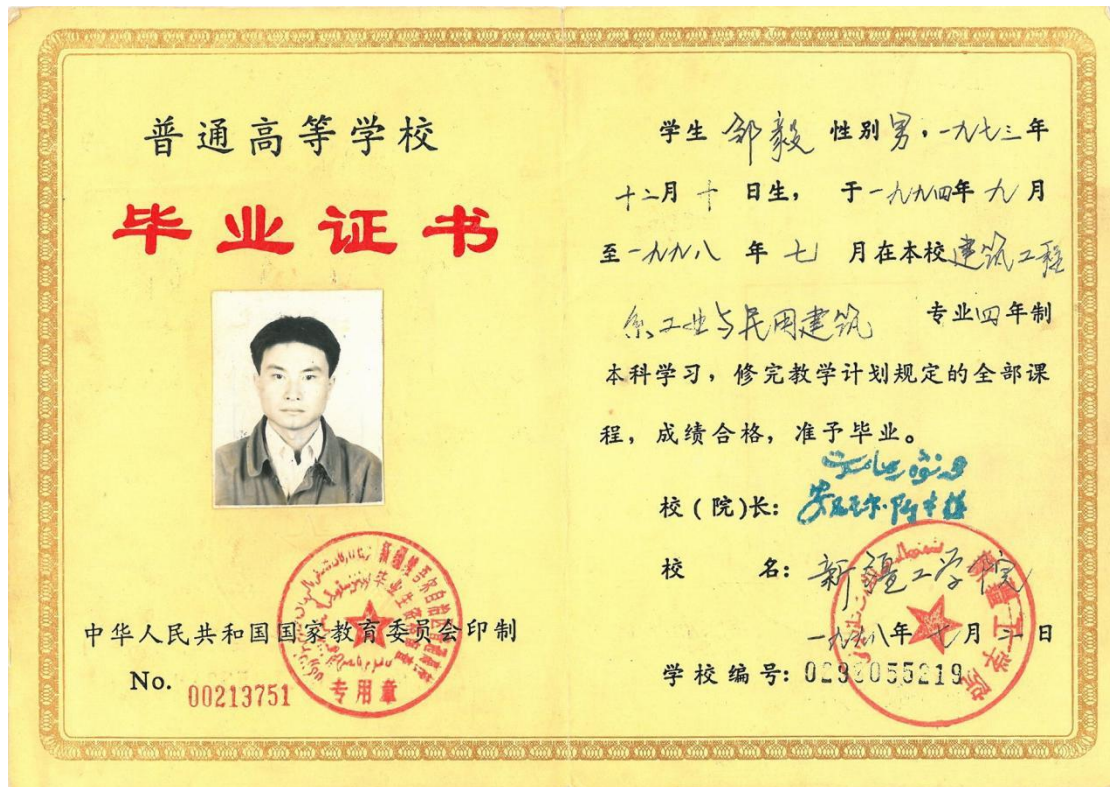 普通高等学校
毕业证书
中华人民共和国国家教育委员会印制
No. 00213751
专用章
学生 邹毅 性别男，一九七三年
十二月十日生，于一九九四年九月
至一九九八年七月在本校建筑工程
系工业与民用建筑 专业四年制
本科学习，修完教学计划规定的全部课
程，成绩合格，准予毕业。
校(院)长：
校 名：新疆工学院
一九九八年七月 日
学校编号：0292055219
新疆工学院